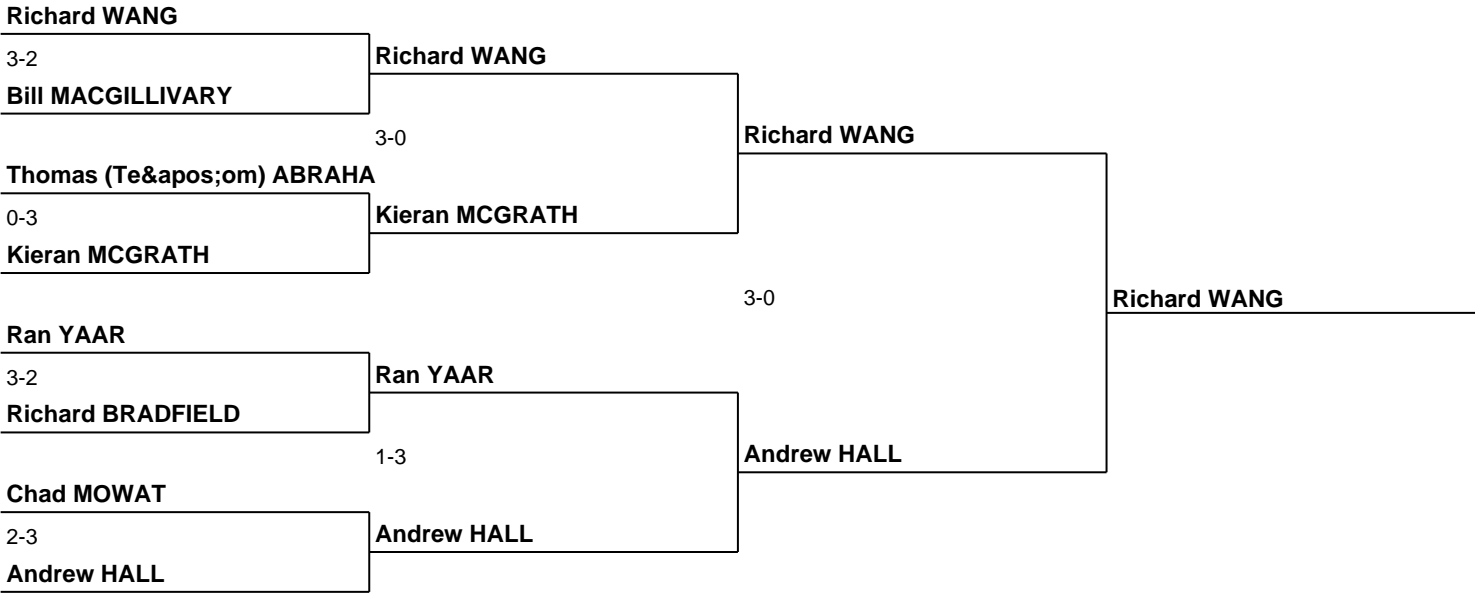 Richard WANG
3-2
Richard WANG
Bill MACGILLIVARY
3-0
Richard WANG
Thomas (Te&apos;om) ABRAHA
0-3
Kieran MCGRATH
Kieran MCGRATH
3-0
Richard WANG
Ran YAAR
3-2
Ran YAAR
Richard BRADFIELD
1-3
Andrew HALL
Chad MOWAT
2-3
Andrew HALL
Andrew HALL